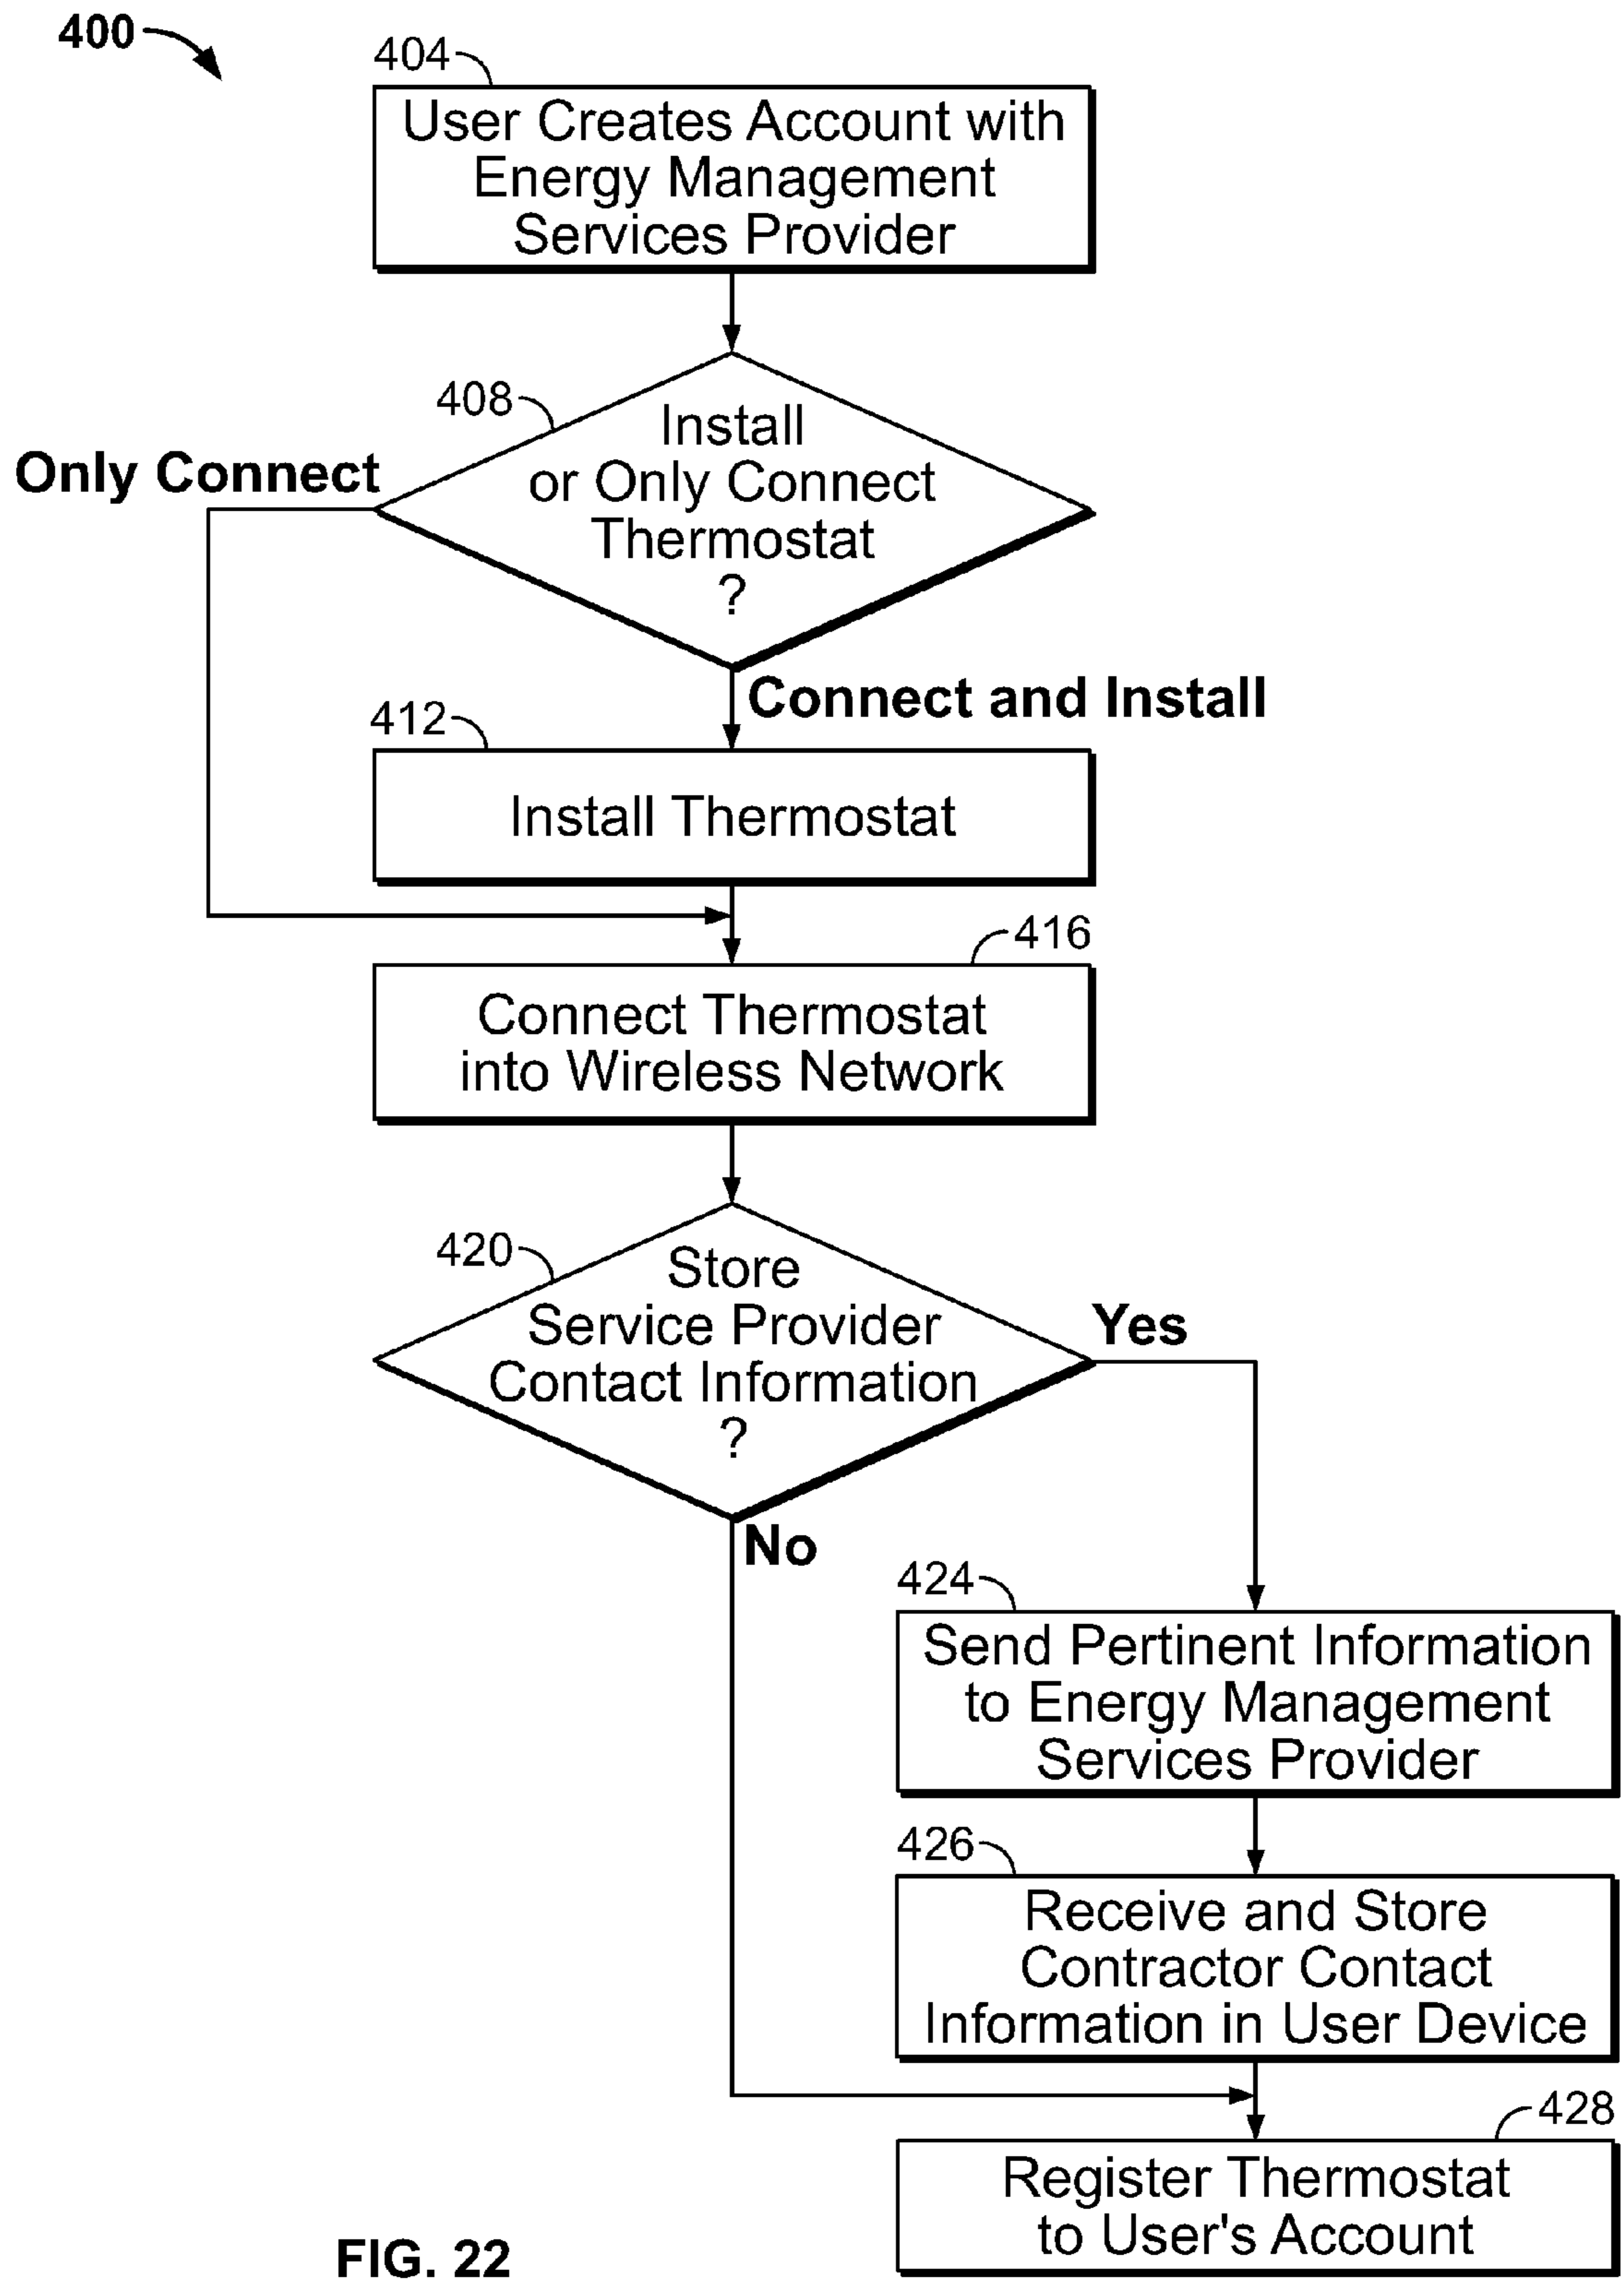 400
404
User Creates Account with
Energy Management
Services Provider
408
Install
or Only Connect
Thermostat
?
Only Connect
Connect and Install
412
Install Thermostat
416
Connect Thermostat
into Wireless Network
420
Store
Service Provider
Contact Information
?
Yes
No
424
Send Pertinent Information
to Energy Management
Services Provider
426
Receive and Store
Contractor Contact
Information in User Device
428
Register Thermostat
to User's Account
FIG. 22